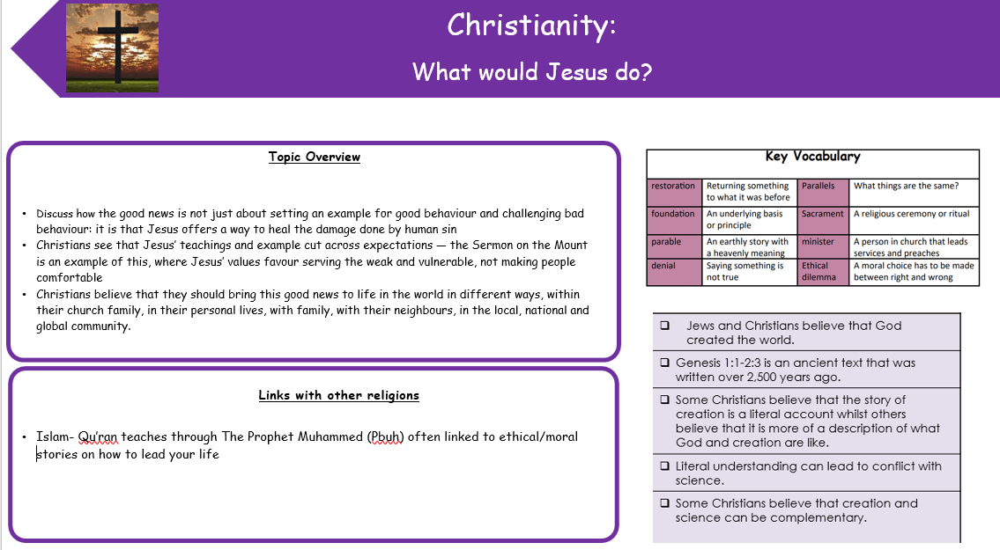 Christianity:
What would Jesus do?
Topic Overview
• Discuss how the good news is not just about setting an example for good behaviour and challenging bad
behaviour: it is that Jesus offers a way to heal the damage done by human sin
• Christians see that Jesus' teachings and example cut across expectations — the Sermon on the Mount
is an example of this, where Jesus' values favour serving the weak and vulnerable, not making people
comfortable
• Christians believe that they should bring this good news to life in the world in different ways, within
their church family, in their personal lives, with family, with their neighbours, in the local, national and
global community.
Links with other religions
• Islam- Qu'ran teaches through The Prophet Muhammed (Pbuh) often linked to ethical/moral
stories on how to lead your life
Key Vocabulary
restoration Returning something Parallels What things are the same?
to what it was before
foundation An underlying basis Sacrament A religious ceremony or ritual
or principle
parable An earthly story with minister A person in church that leads
a heavenly meaning services and preaches
denial Saying something is Ethical A moral choice has to be made
not true dilemma between right and wrong
❑ Jews and Christians believe that God
created the world.
❑ Genesis 1:1-2:3 is an ancient text that was
written over 2,500 years ago.
❑ Some Christians believe that the story of
creation is a literal account whilst others
believe that it is more of a description of what
God and creation are like.
❑ Literal understanding can lead to conflict with
science.
❑ Some Christians believe that creation and
science can be complementary.